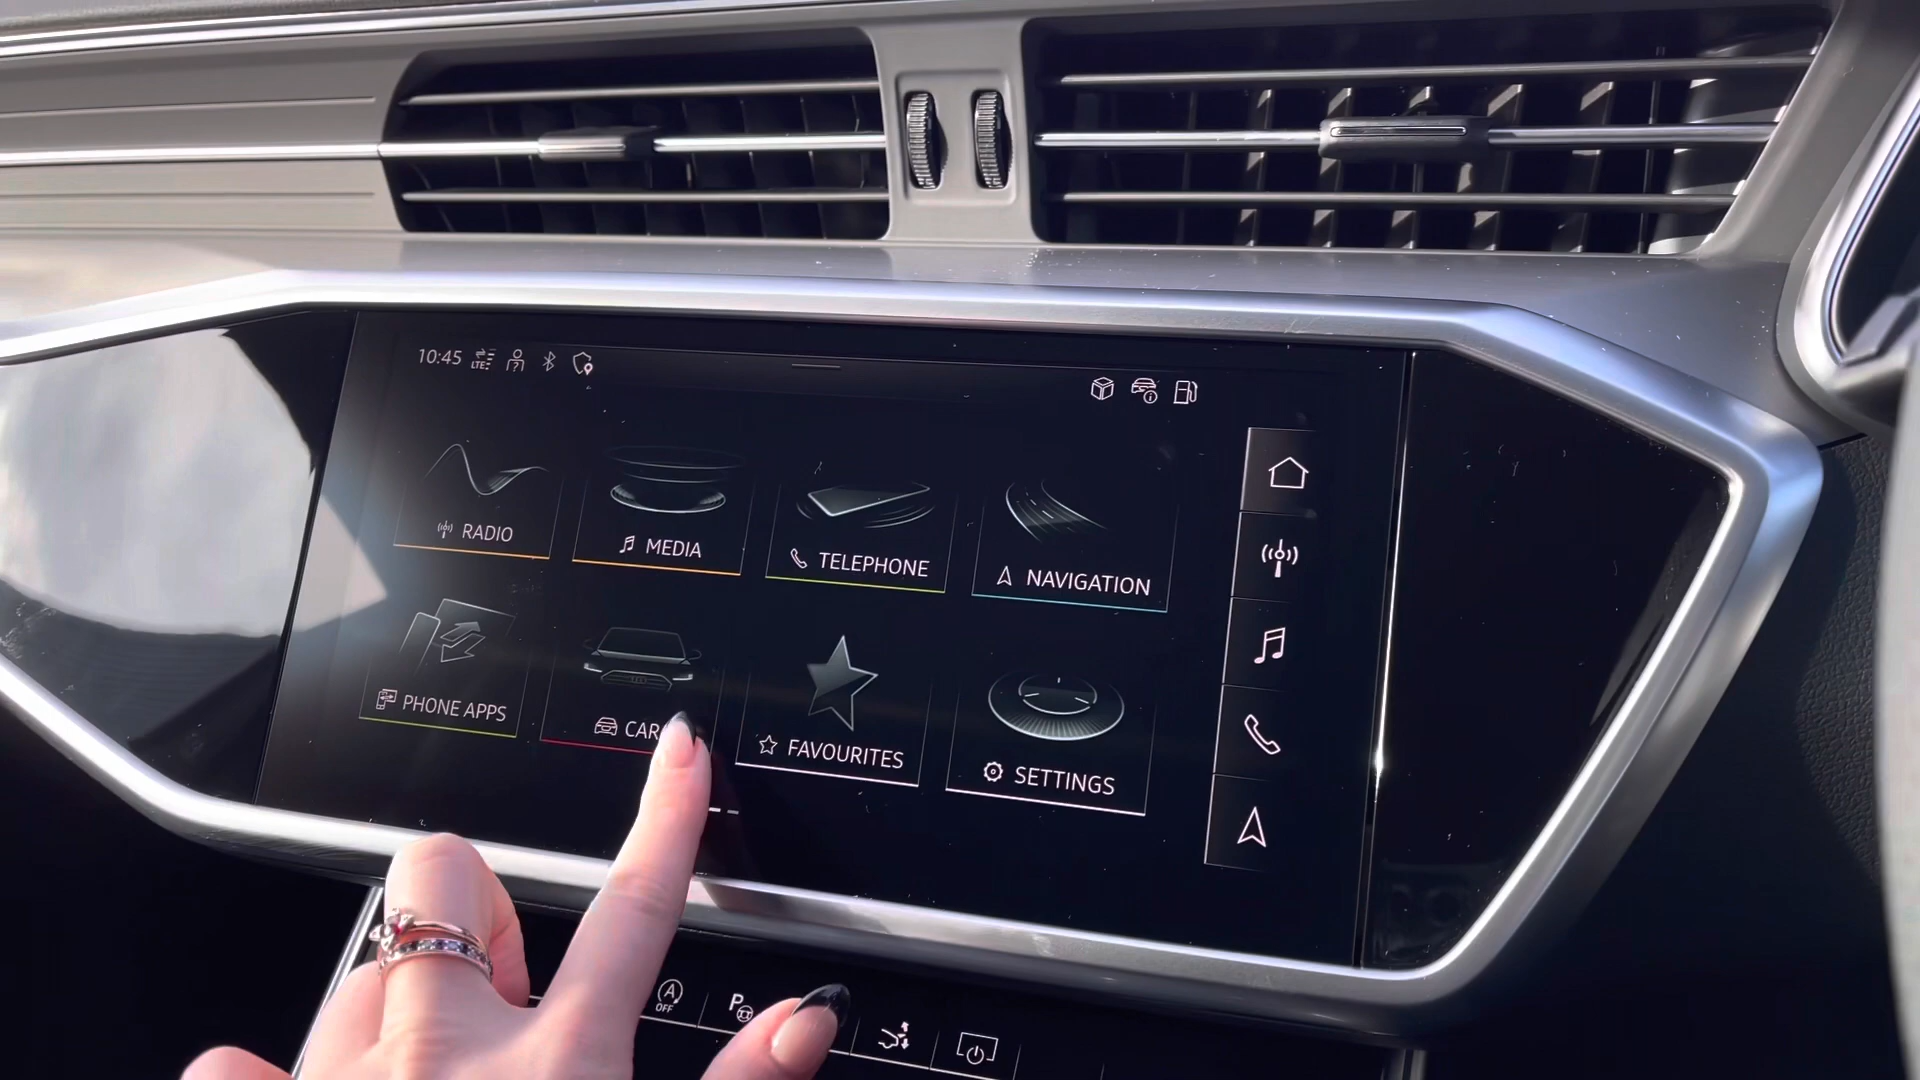 10:45 LTE
RADIO
MEDIA
TELEPHONE
NAVIGATION
PHONE APPS
CAR
FAVOURITES
SETTINGS
A
OFF
P